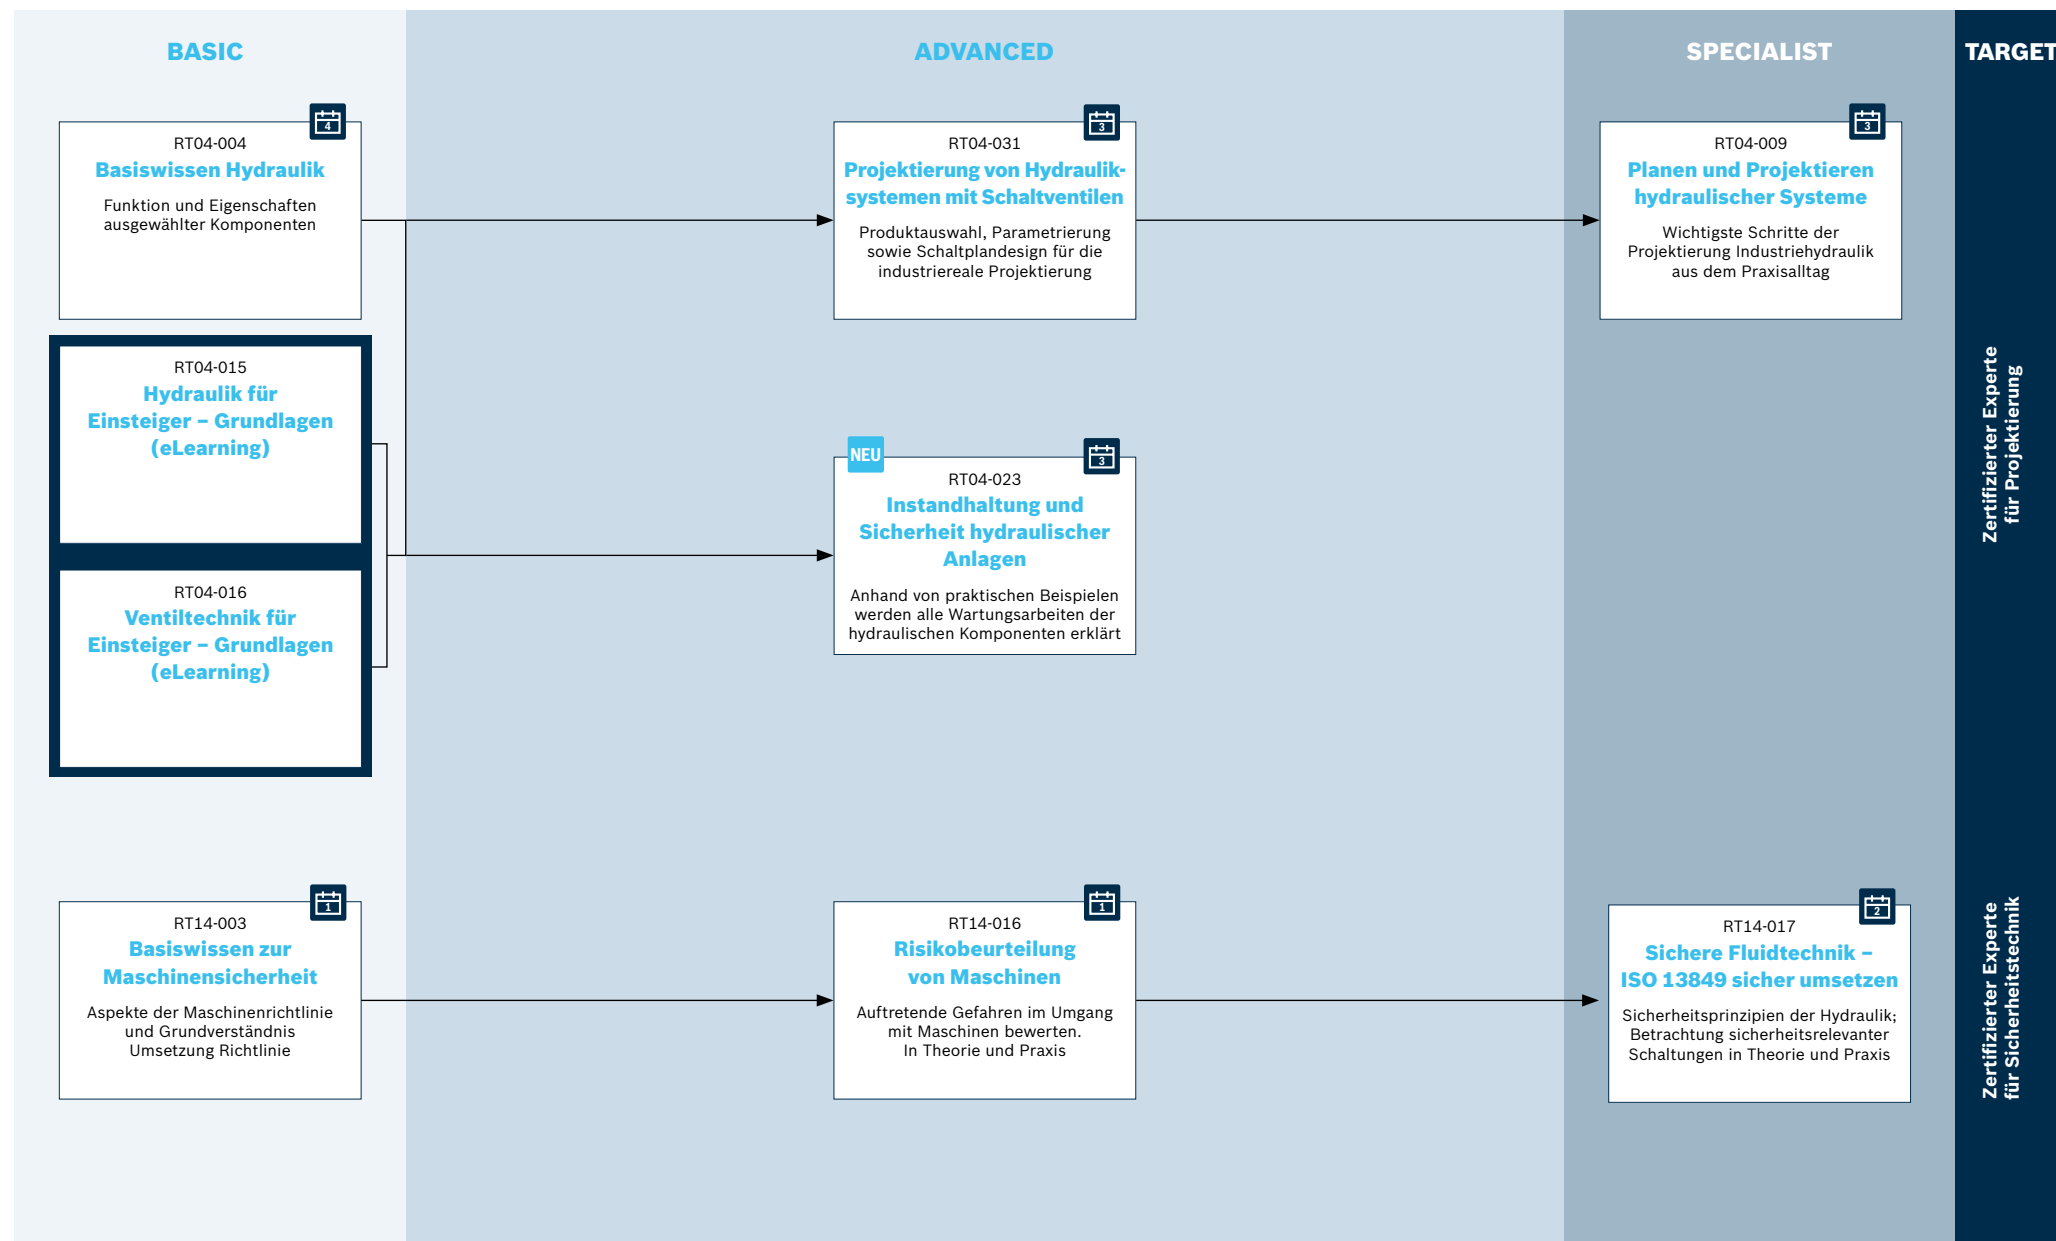 BASIC
ADVANCED
SPECIALIST
TARGET
4
RT04-004
Basiswissen Hydraulik
Funktion und Eigenschaften
ausgewählter Komponenten
3
RT04-031
Projektierung von Hydraulik-
systemen mit Schaltventilen
Produktauswahl, Parametrierung
sowie Schaltplandesign für die
industriereale Projektierung
3
RT04-009
Planen und Projektieren
hydraulischer Systeme
Wichtigste Schritte der
Projektierung Industriehydraulik
aus dem Praxisalltag
RT04-015
Hydraulik für
Einsteiger – Grundlagen
(eLearning)
NEU
3
RT04-023
Instandhaltung und
Sicherheit hydraulischer
Anlagen
Anhand von praktischen Beispielen
werden alle Wartungsarbeiten der
hydraulischen Komponenten erklärt
Zertifizierter Experte
für Projektierung
RT04-016
Ventiltechnik für
Einsteiger – Grundlagen
(eLearning)
1
RT14-003
Basiswissen zur
Maschinensicherheit
Aspekte der Maschinenrichtlinie
und Grundverständnis
Umsetzung Richtlinie
1
RT14-016
Risikobeurteilung
von Maschinen
Auftretende Gefahren im Umgang
mit Maschinen bewerten.
In Theorie und Praxis
2
RT14-017
Sichere Fluidtechnik –
ISO 13849 sicher umsetzen
Sicherheitsprinzipien der Hydraulik;
Betrachtung sicherheitsrelevanter
Schaltungen in Theorie und Praxis
Zertifizierter Experte
für Sicherheitstechnik